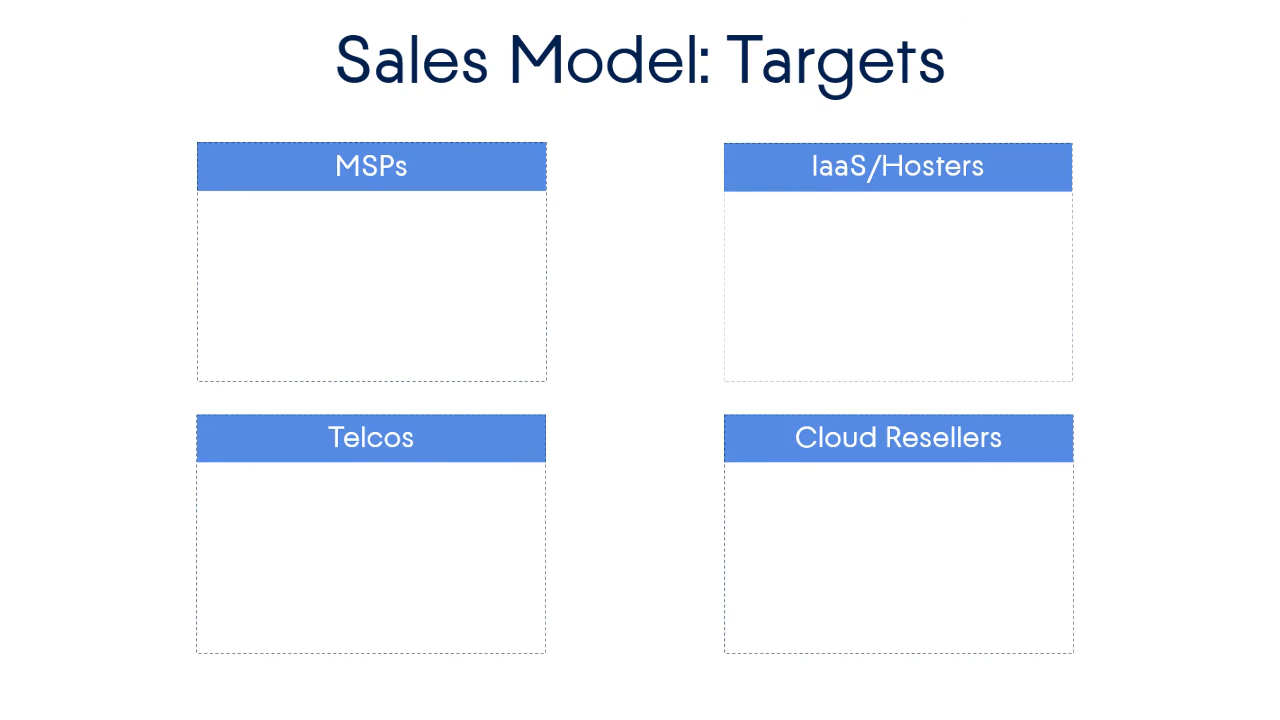 Sales Model: Targets
MSPs
IaaS/Hosters
Telcos
Cloud Resellers